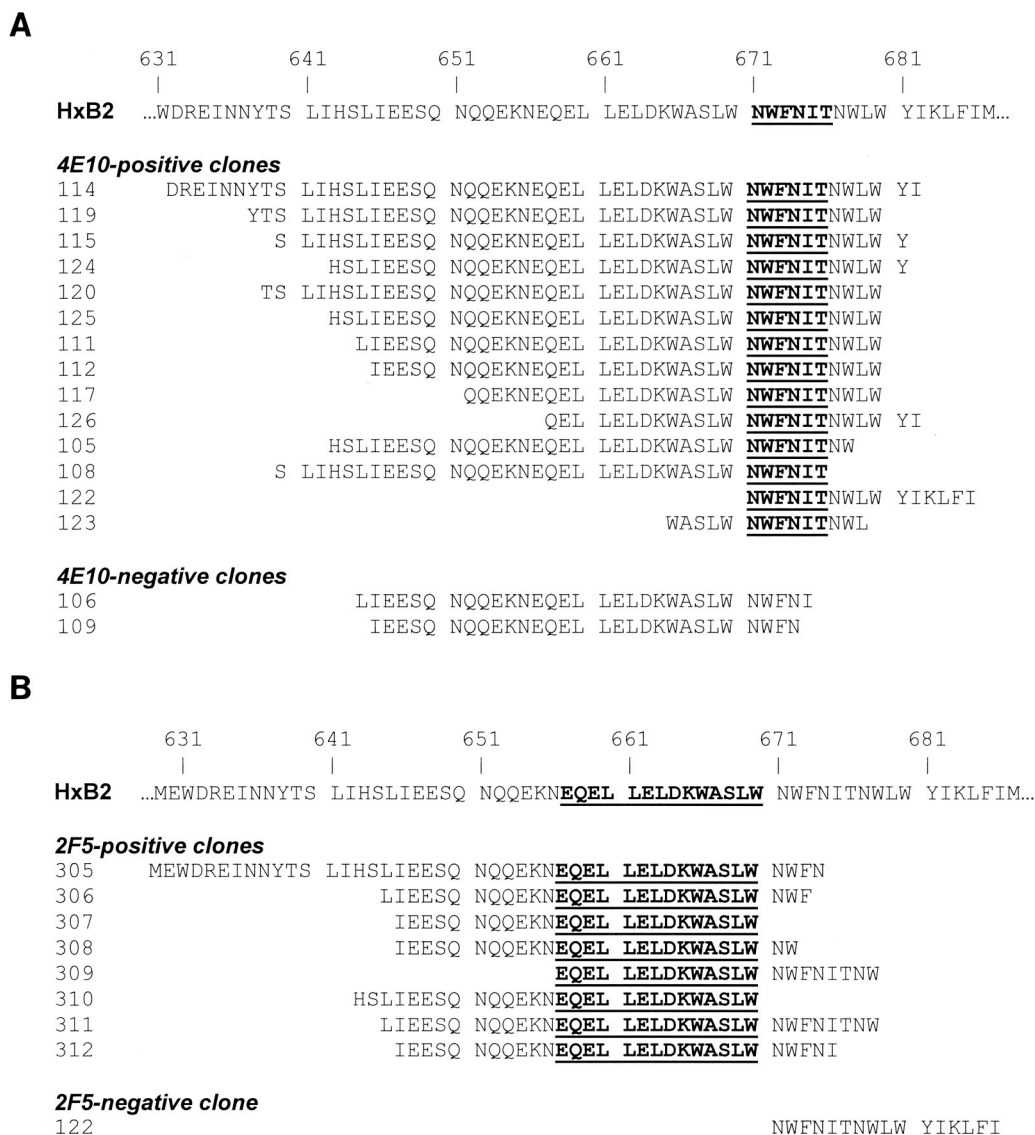 A
631 641 651 661 671 681
| | | | | |
HxB2 ...WDREINNYTS LIHSLIEESQ NQQEKNEQEL LELDKWASLW NWFNITNWLW YIKLFIM...
4E10-positive clones
114 DREINNYTS LIHSLIEESQ NQQEKNEQEL LELDKWASLW NWFNITNWLW YI
119 YTS LIHSLIEESQ NQQEKNEQEL LELDKWASLW NWFNITNWLW
115 S LIHSLIEESQ NQQEKNEQEL LELDKWASLW NWFNITNWLW Y
124 HSLIEESQ NQQEKNEQEL LELDKWASLW NWFNITNWLW Y
120 TS LIHSLIEESQ NQQEKNEQEL LELDKWASLW NWFNITNWLW
125 HSLIEESQ NQQEKNEQEL LELDKWASLW NWFNITNWLW
111 LIEESQ NQQEKNEQEL LELDKWASLW NWFNITNWLW
112 IEESQ NQQEKNEQEL LELDKWASLW NWFNITNWLW
117 QQEKNEQEL LELDKWASLW NWFNITNWLW
126 QEL LELDKWASLW NWFNITNWLW YI
105 HSLIEESQ NQQEKNEQEL LELDKWASLW NWFNITNW
108 S LIHSLIEESQ NQQEKNEQEL LELDKWASLW NWFNIT
122 NWFNITNWLW YIKLFI
123 WASLW NWFNITNWL
4E10-negative clones
106 LIEESQ NQQEKNEQEL LELDKWASLW NWFNI
109 IEESQ NQQEKNEQEL LELDKWASLW NWFN
B
631 641 651 661 671 681
| | | | | |
HxB2 ...MEWDREINNYTS LIHSLIEESQ NQQEKNEQEL LELDKWASLW NWFNITNWLW YIKLFIM...
2F5-positive clones
305 MEWDREINNYTS LIHSLIEESQ NQQEKNEQEL LELDKWASLW NWFN
306 LIEESQ NQQEKNEQEL LELDKWASLW NWF
307 IEESQ NQQEKNEQEL LELDKWASLW
308 IEESQ NQQEKNEQEL LELDKWASLW NW
309 EQEL LELDKWASLW NWFNITNW
310 HSLIEESQ NQQEKNEQEL LELDKWASLW
311 LIEESQ NQQEKNEQEL LELDKWASLW NWFNITNW
312 IEESQ NQQEKNEQEL LELDKWASLW NWFNI
2F5-negative clone
122 NWFNITNWLW YIKLFI